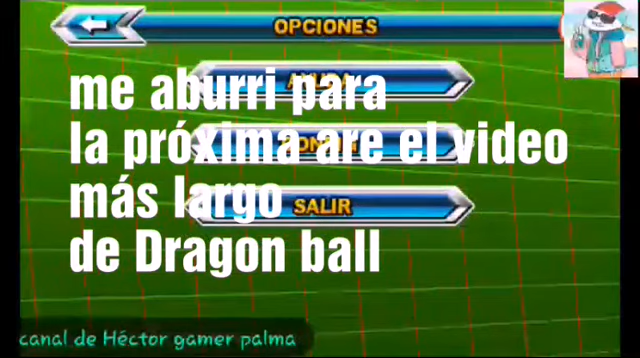 OPCIONES
me aburri para
la próxima are el video
más largo
SALIR
de Dragon ball
canal de Héctor gamer palma